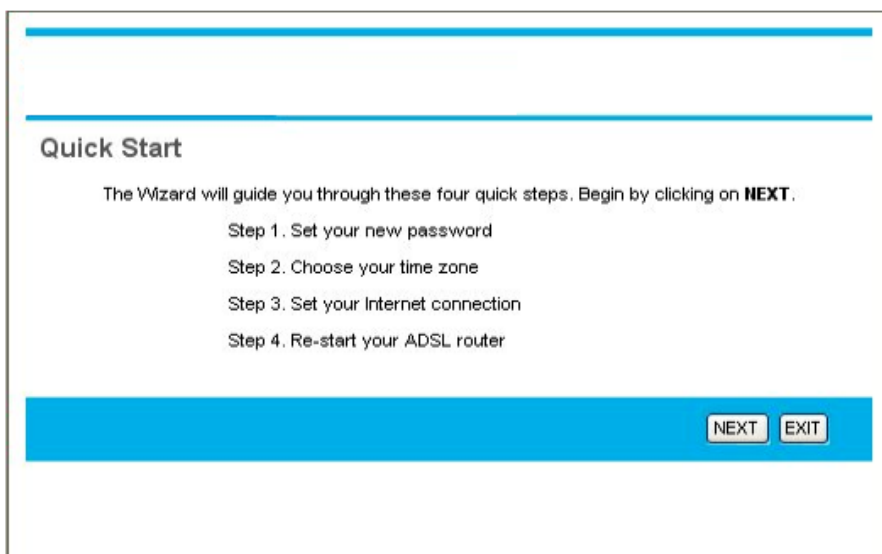 Quick Start
The Wizard will guide you through these four quick steps. Begin by clicking on NEXT.
Step 1. Set your new password
Step 2. Choose your time zone
Step 3. Set your Internet connection
Step 4. Re-start your ADSL router
NEXT EXIT